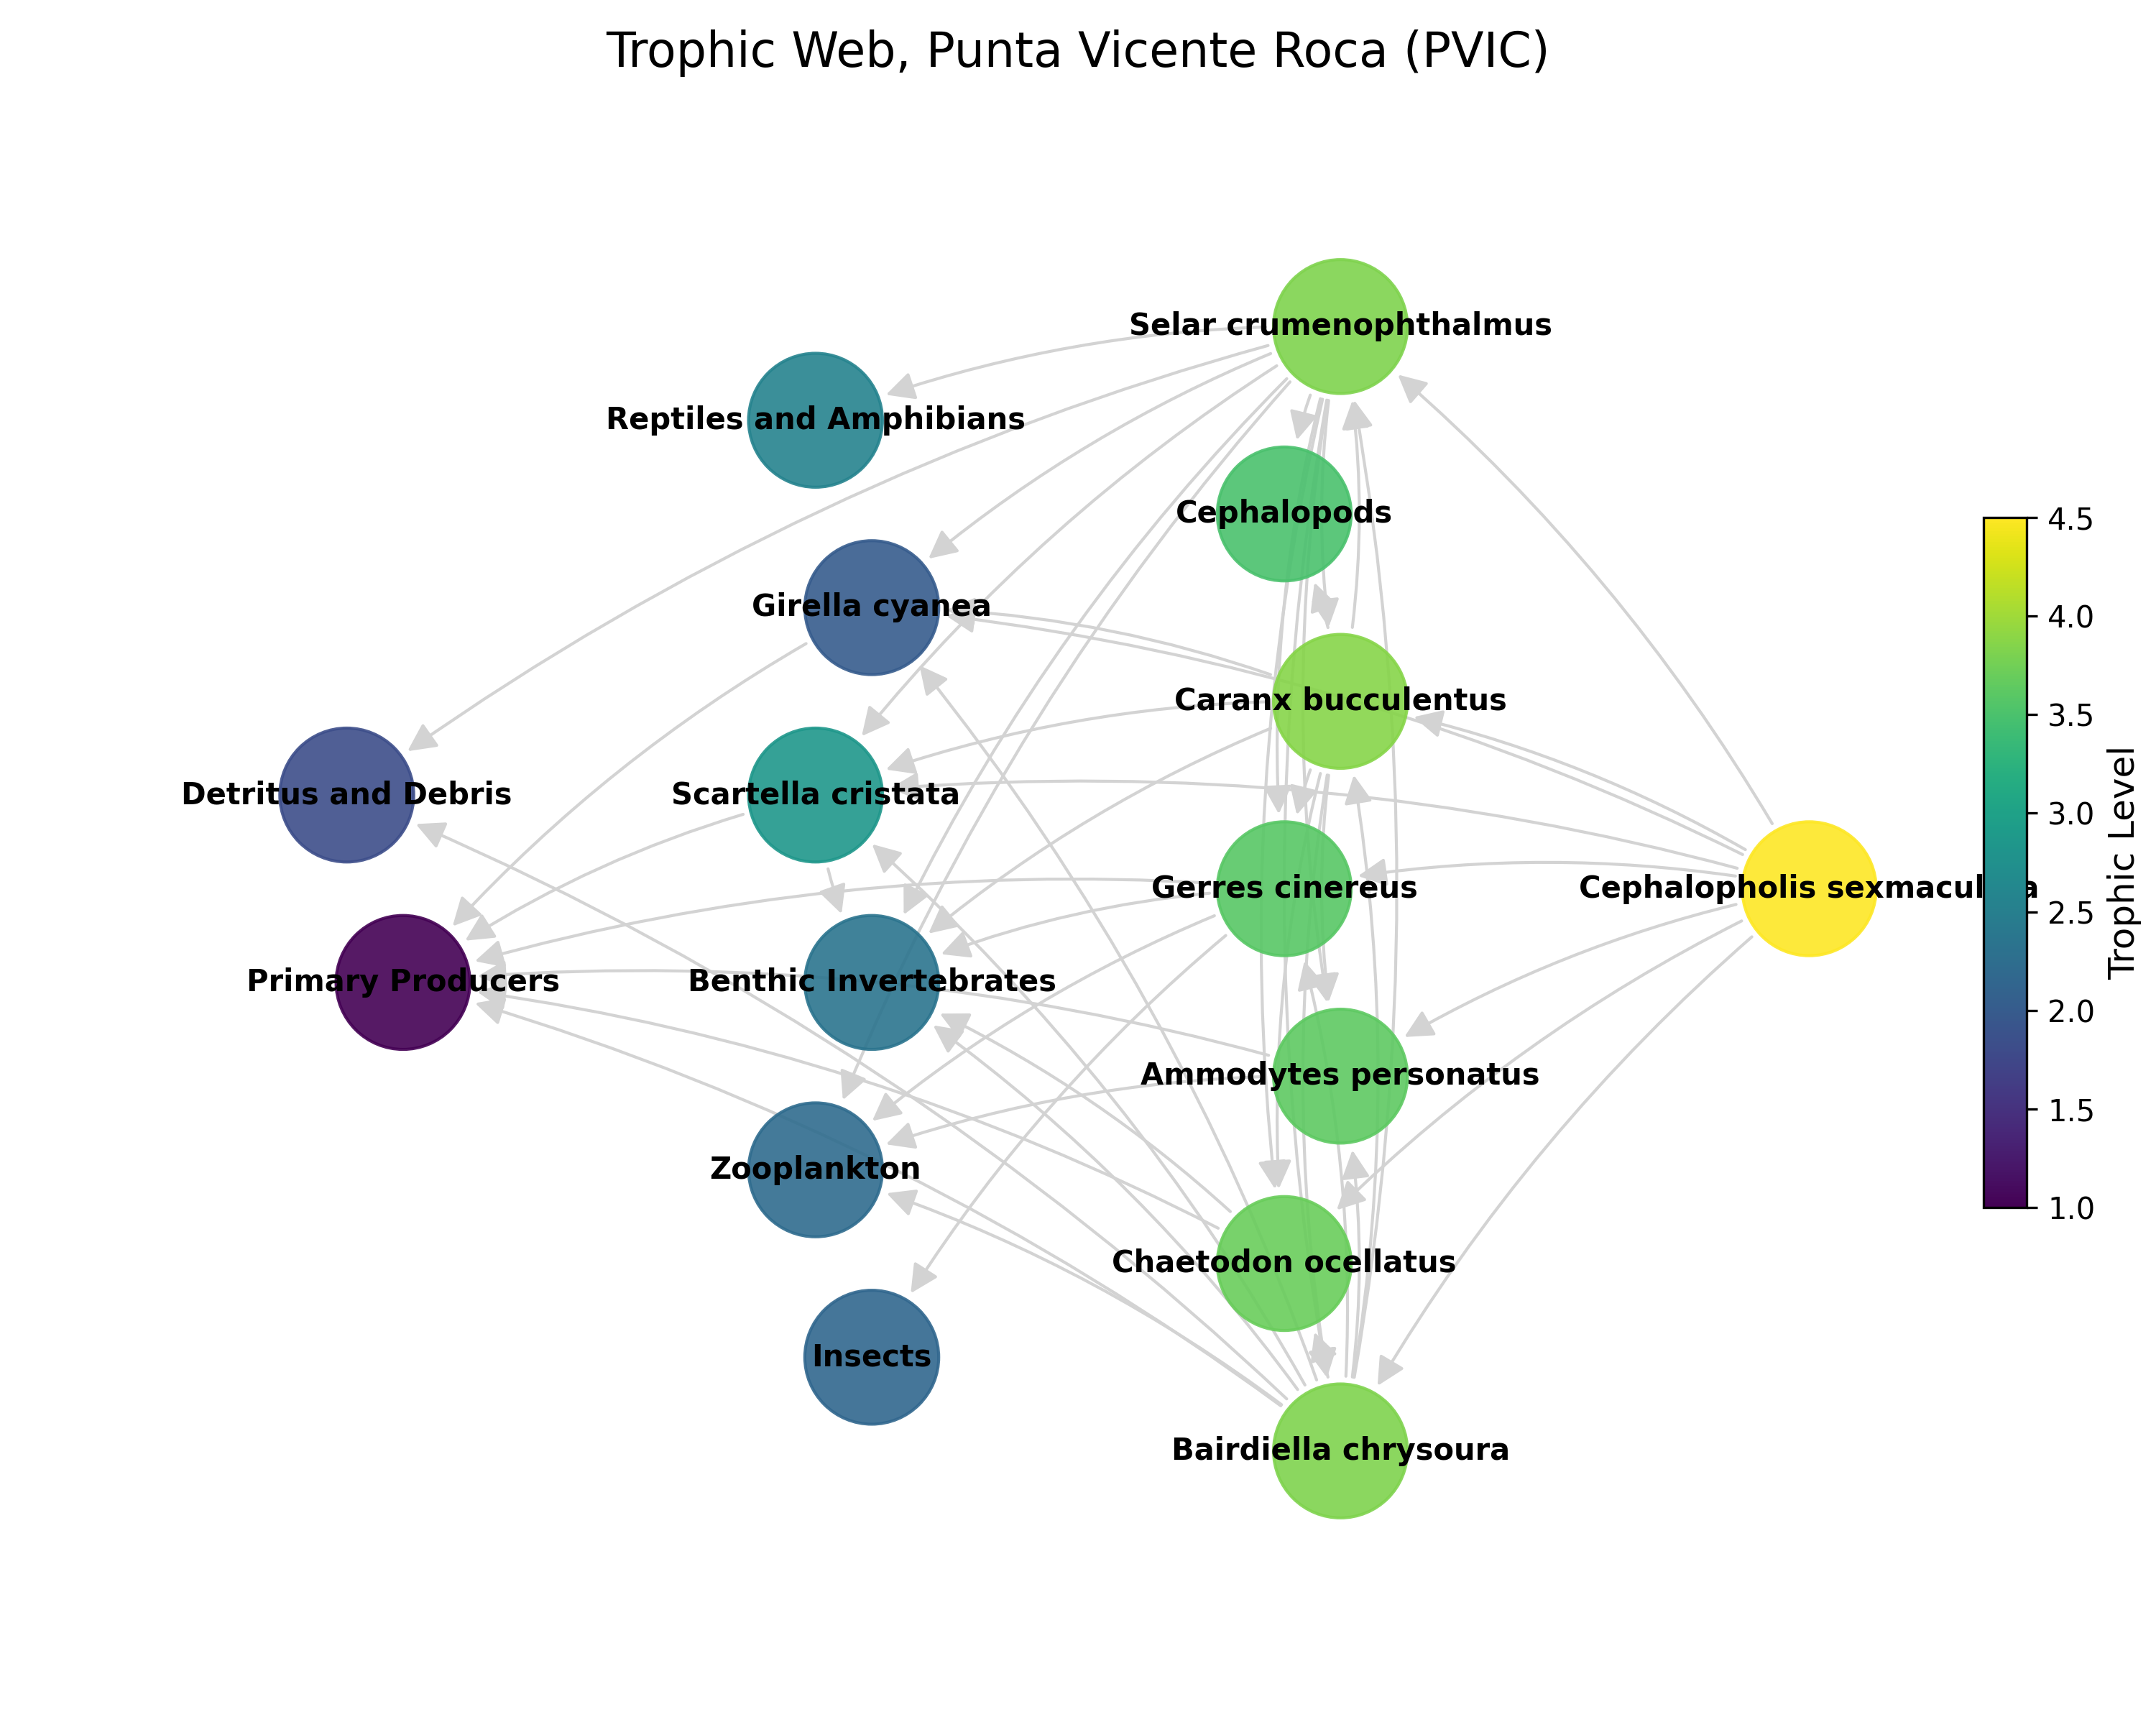 Trophic Web, Punta Vicente Roca (PVIC)
Selar crumenophthalmus
Reptiles and Amphibians
Cephalopods
Girella cyanea
Caranx bucculentus
Detritus and Debris
Scartella cristata
Gerres cinereus
Cephalopholis
Primary Producers
Benthic Invertebrates
Ammodytes personatus
Zooplankton
Chaetodon ocellatus
Insects
Bairdiella chrysoura
4.5
4.0
3.5
3.0
2.5
2.0
1.5
1.0
Trophic Level